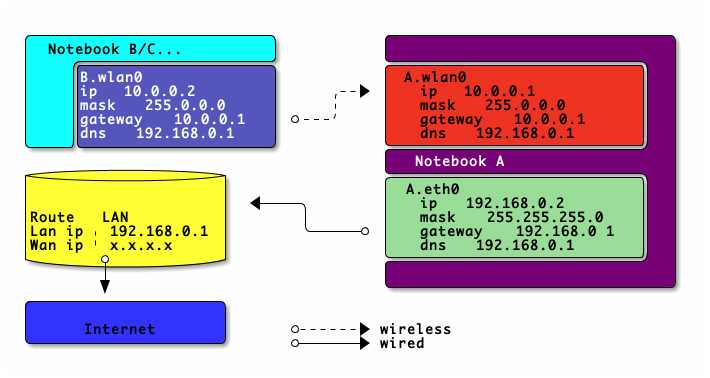 Notebook B/C...
B.wlan0
ip 10.0.0.2
mask 255.0.0.0
gateway 10.0.0.1
dns 192.168.0.1
A.wlan0
ip 10.0.0.1
mask 255.0.0.0
gateway 10.0.0.1
dns 192.168.0.1
Notebook A
A.eth0
ip 192.168.0.2
mask 255.255.255.0
gateway 192.168.0 1
dns 192.168.0.1
Route LAN
Lan ip 192.168.0.1
Wan ip x.x.x.x
Internet
wireless
wired